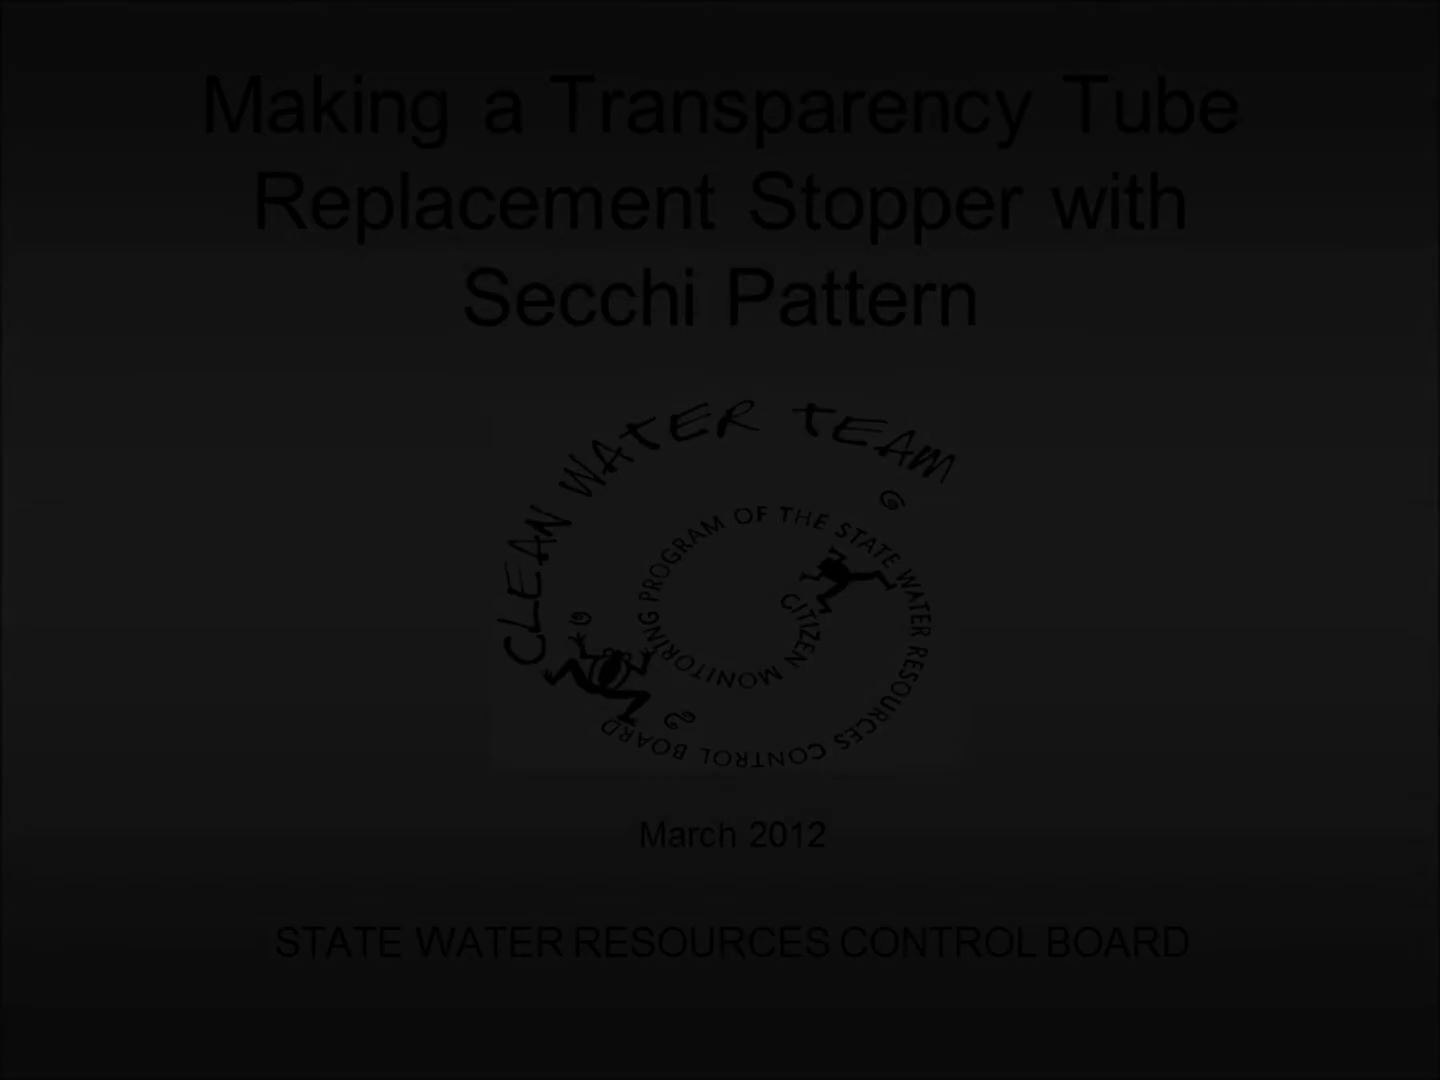 Making a Transparency Tube
Replacement Stopper with
Secchi Pattern
CLEAN WATER TEAM
CITIZEN MONITORING PROGRAM OF THE STATE WATER RESOURCES CONTROL BOARD
March 2012
STATE WATER RESOURCES CONTROL BOARD